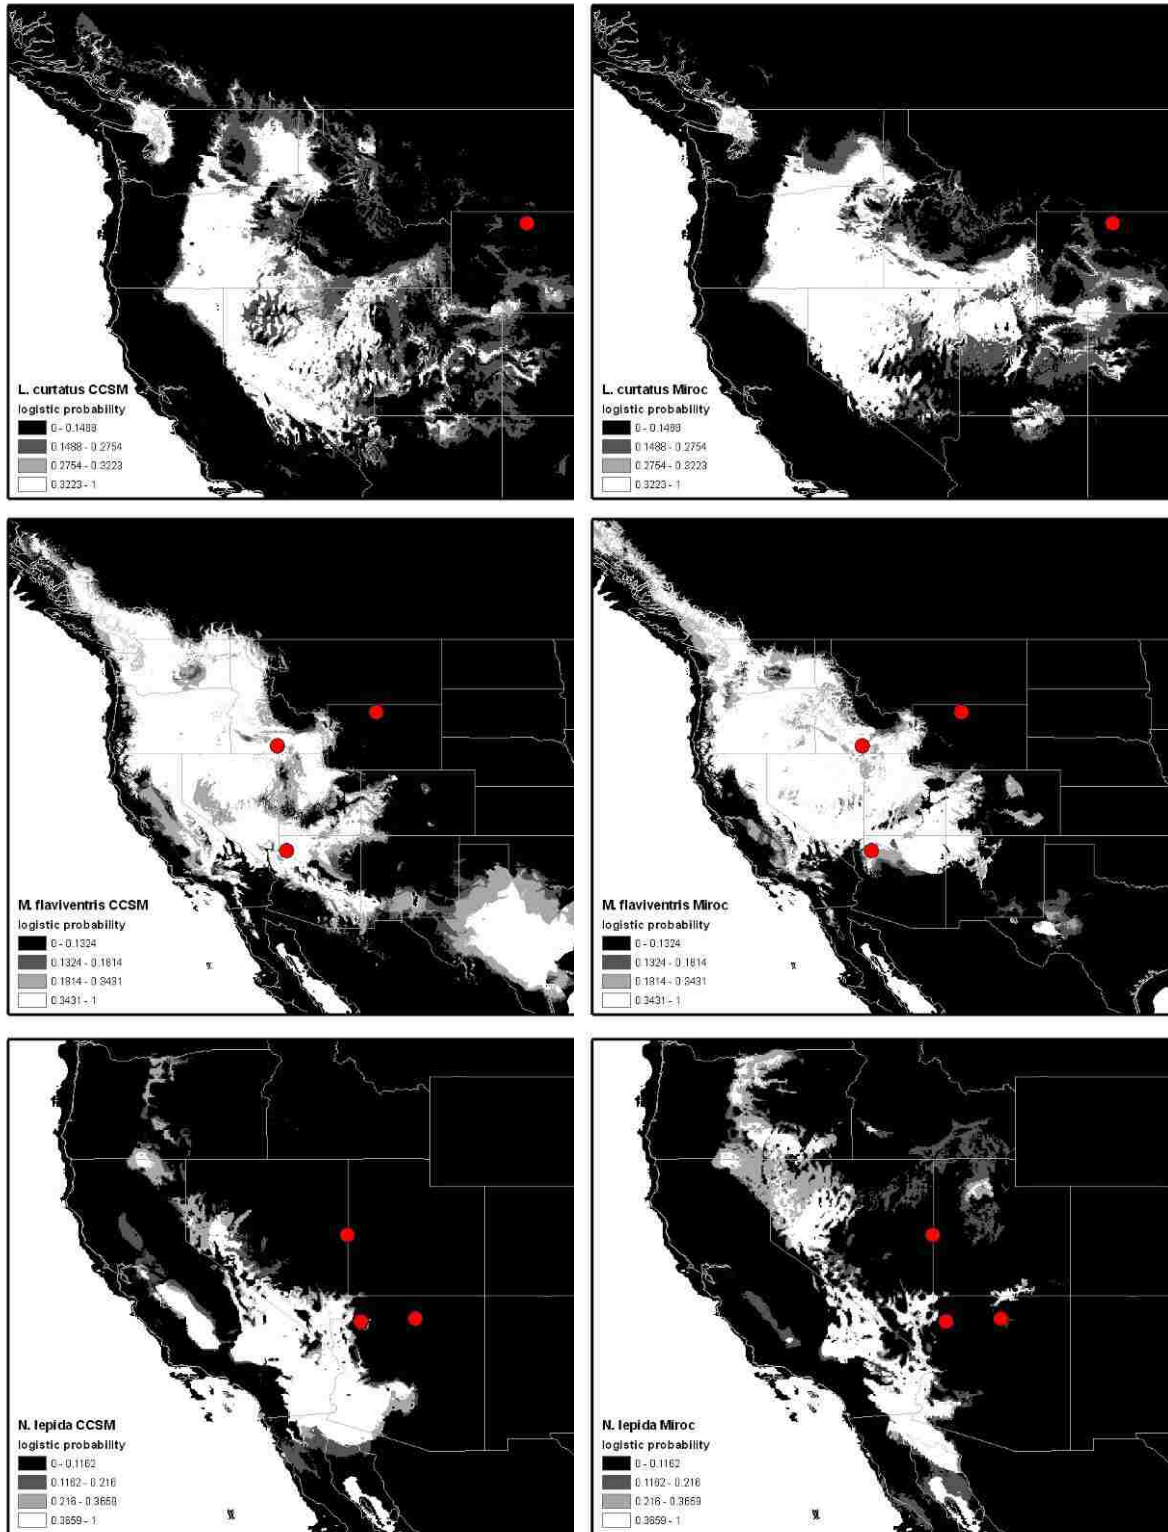 L. curtatus CCSM
logistic probability
0 - 0.1488
0.1488 - 0.2754
0.2754 - 0.3223
0.3223 - 1
L. curtatus Miroc
logistic probability
0 - 0.1488
0.1488 - 0.2754
0.2754 - 0.3223
0.3223 - 1
M. flaviventris CCSM
logistic probability
0 - 0.1324
0.1324 - 0.1814
0.1814 - 0.3431
0.3431 - 1
M. flaviventris Miroc
logistic probability
0 - 0.1324
0.1324 - 0.1814
0.1814 - 0.3431
0.3431 - 1
N. lepida CCSM
logistic probability
0 - 0.1162
0.1162 - 0.216
0.216 - 0.3659
0.3659 - 1
N. lepida Miroc
logistic probability
0 - 0.1162
0.1162 - 0.216
0.216 - 0.3659
0.3659 - 1